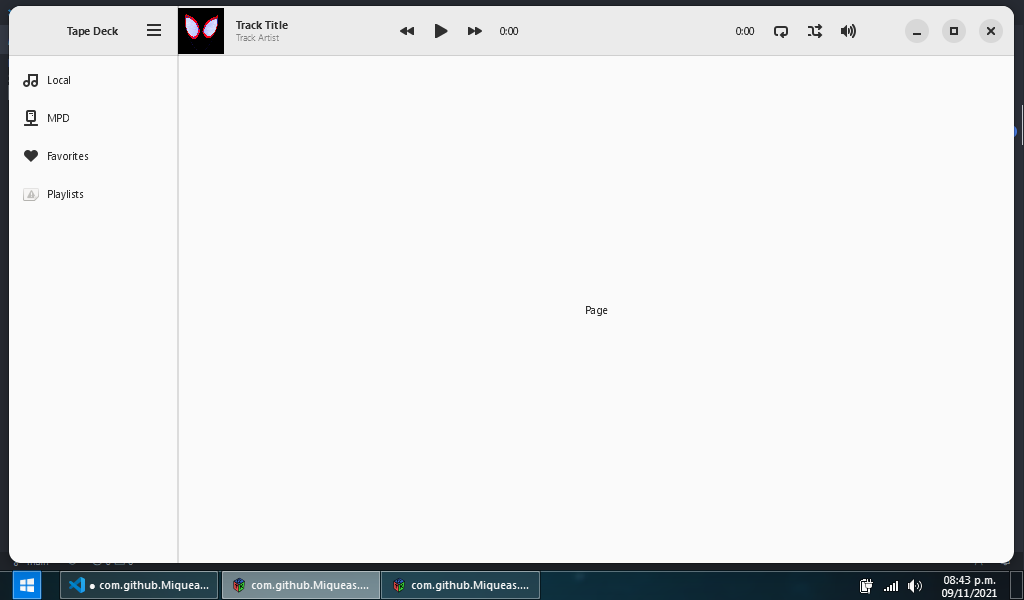 Tape Deck
Track Title
Track Artist
0:00
0:00
Local
MPD
Favorites
Playlists
Page
com.github.Miquea...
com.github.Miqueas....
com.github.Miqueas....
08:43 p.m.
09/11/2021